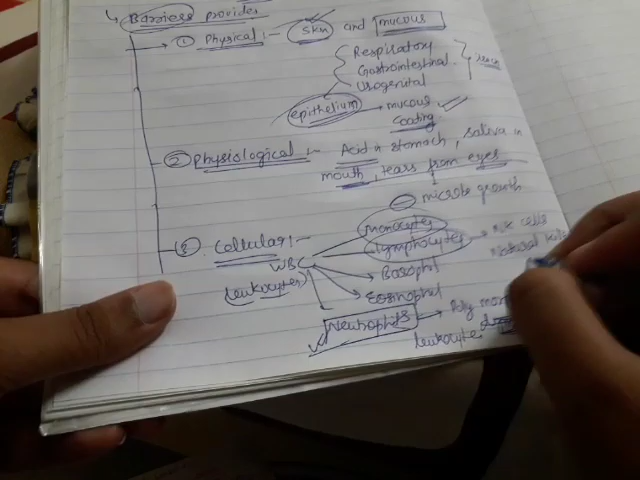 ↳ Barriers provides
→ ① Physical :- skin and mucous
Respiratory
Gastrointestinal
Urogenital
epithelium → mucous
coating
② Physiological :- Acid in stomach, saliva in
mouth, tears from eyes
⊖ microbe growth
③ Cellular :- Monocytes
WBC Lymphocytes → NK cells
(leukocytes) Natural
Basophil
Eosinophil
Neutrophils → Poly
leukocyte